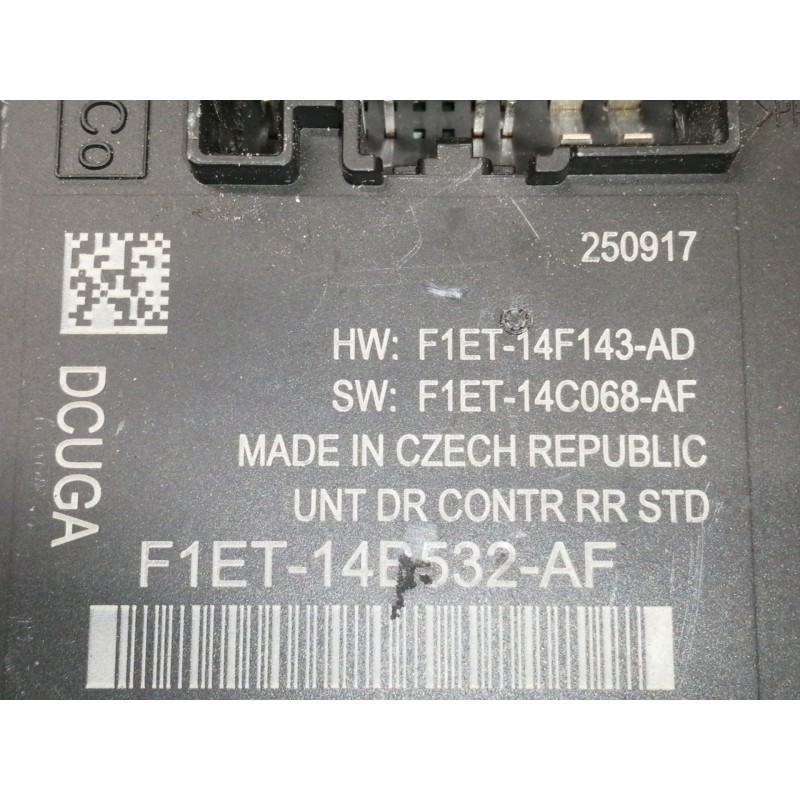 Co
250917
HW: F1ET-14F143-AD
SW: F1ET-14C068-AF
MADE IN CZECH REPUBLIC
UNT DR CONTR RR STD
DCUGA
F1ET-14B532-AF